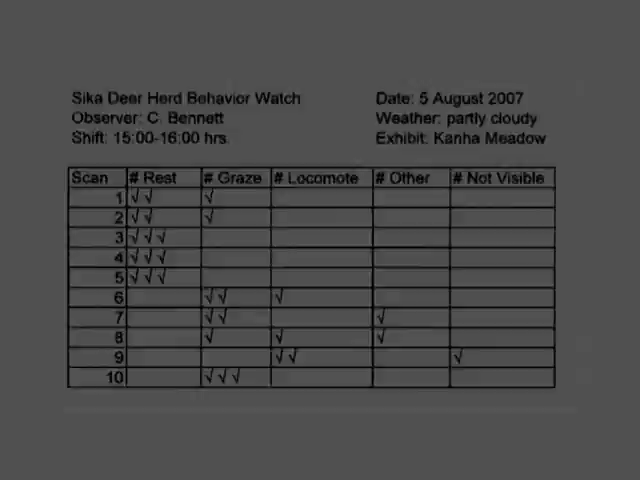 Sika Deer Herd Behavior Watch
Observer: C. Bennett
Shift: 15:00-16:00 hrs
Date: 5 August 2007
Weather: partly cloudy
Exhibit: Kanha Meadow
Scan # Rest # Graze # Locomote # Other # Not Visible
1 √ √ √
2 √ √ √
3 √ √ √
4 √ √ √
5 √ √ √
6 √ √ √
7 √ √ √
8 √ √ √
9 √ √ √
10 √ √ √